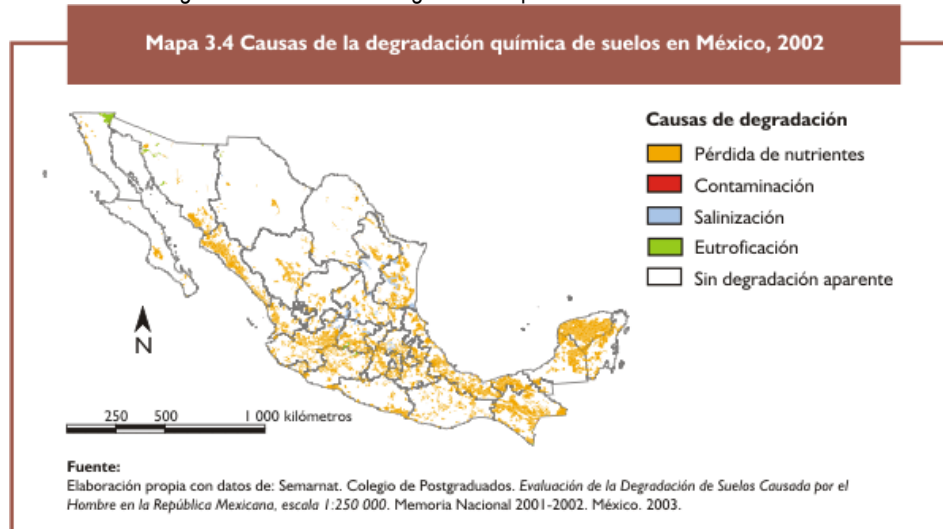 Mapa 3.4 Causas de la degradación química de suelos en México, 2002
Causas de degradación
Pérdida de nutrientes
Contaminación
Salinización
Eutroficación
Sin degradación aparente
N
250 500 1 000 kilómetros
Fuente:
Elaboración propia con datos de: Semarnat. Colegio de Postgraduados. Evaluación de la Degradación de Suelos Causada por el
Hombre en la República Mexicana, escala 1:250 000. Memoria Nacional 2001-2002. México. 2003.